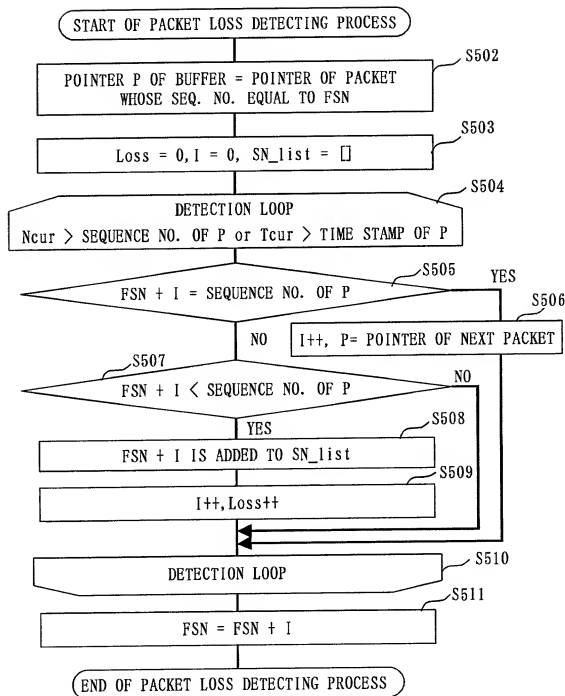 START OF PACKET LOSS DETECTING PROCESS
S502
POINTER P OF BUFFER = POINTER OF PACKET
WHOSE SEQ. NO. EQUAL TO FSN
S503
Loss = 0, I = 0, SN_list = []
S504
DETECTION LOOP
Ncur > SEQUENCE NO. OF P or Tcur > TIME STAMP OF P
S505
YES
FSN + I = SEQUENCE NO. OF P
S506
NO
I++, P= POINTER OF NEXT PACKET
S507
NO
FSN + I < SEQUENCE NO. OF P
YES
S508
FSN + I IS ADDED TO SN_list
S509
I++, Loss++
S510
DETECTION LOOP
S511
FSN = FSN + I
END OF PACKET LOSS DETECTING PROCESS